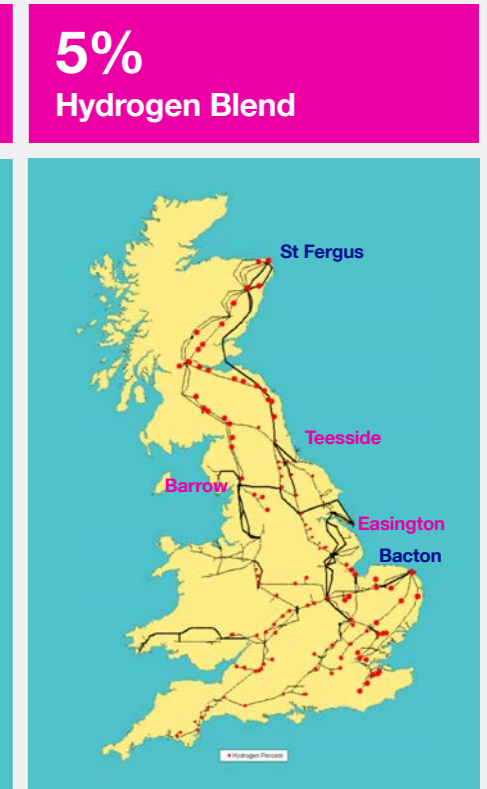 5%
Hydrogen Blend
St Fergus
Teesside
Barrow
Easington
Bacton
Hydrogen Percent